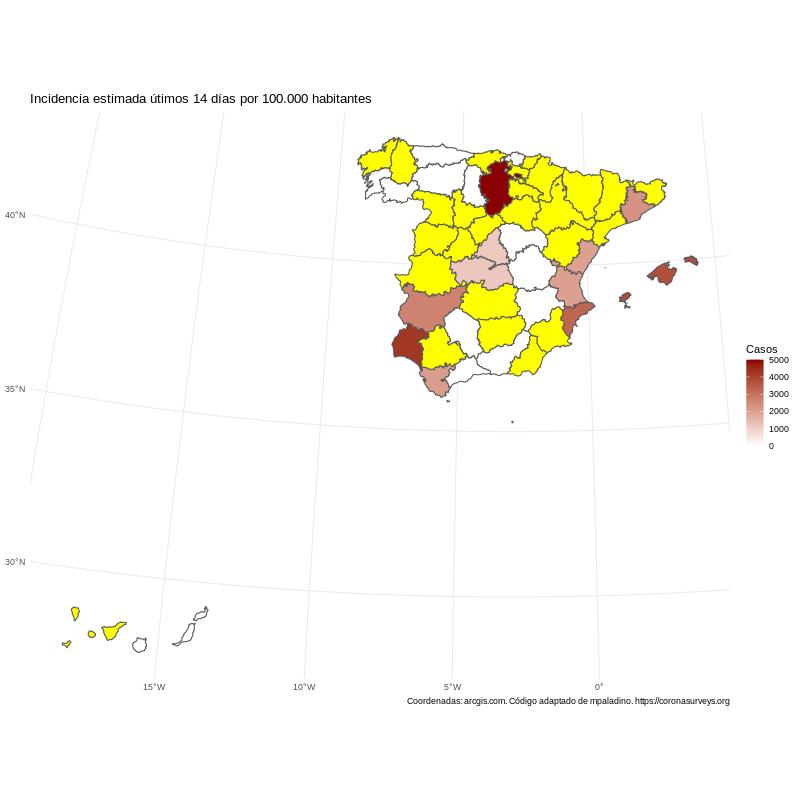 Incidencia estimada útimos 14 días por 100.000 habitantes
40°N
35°N
30°N
15°W
10°W
5°W
0°
Casos
5000
4000
3000
2000
1000
0
Coordenadas: arcgis.com. Código adaptado de mpaladino. https://coronasurveys.org